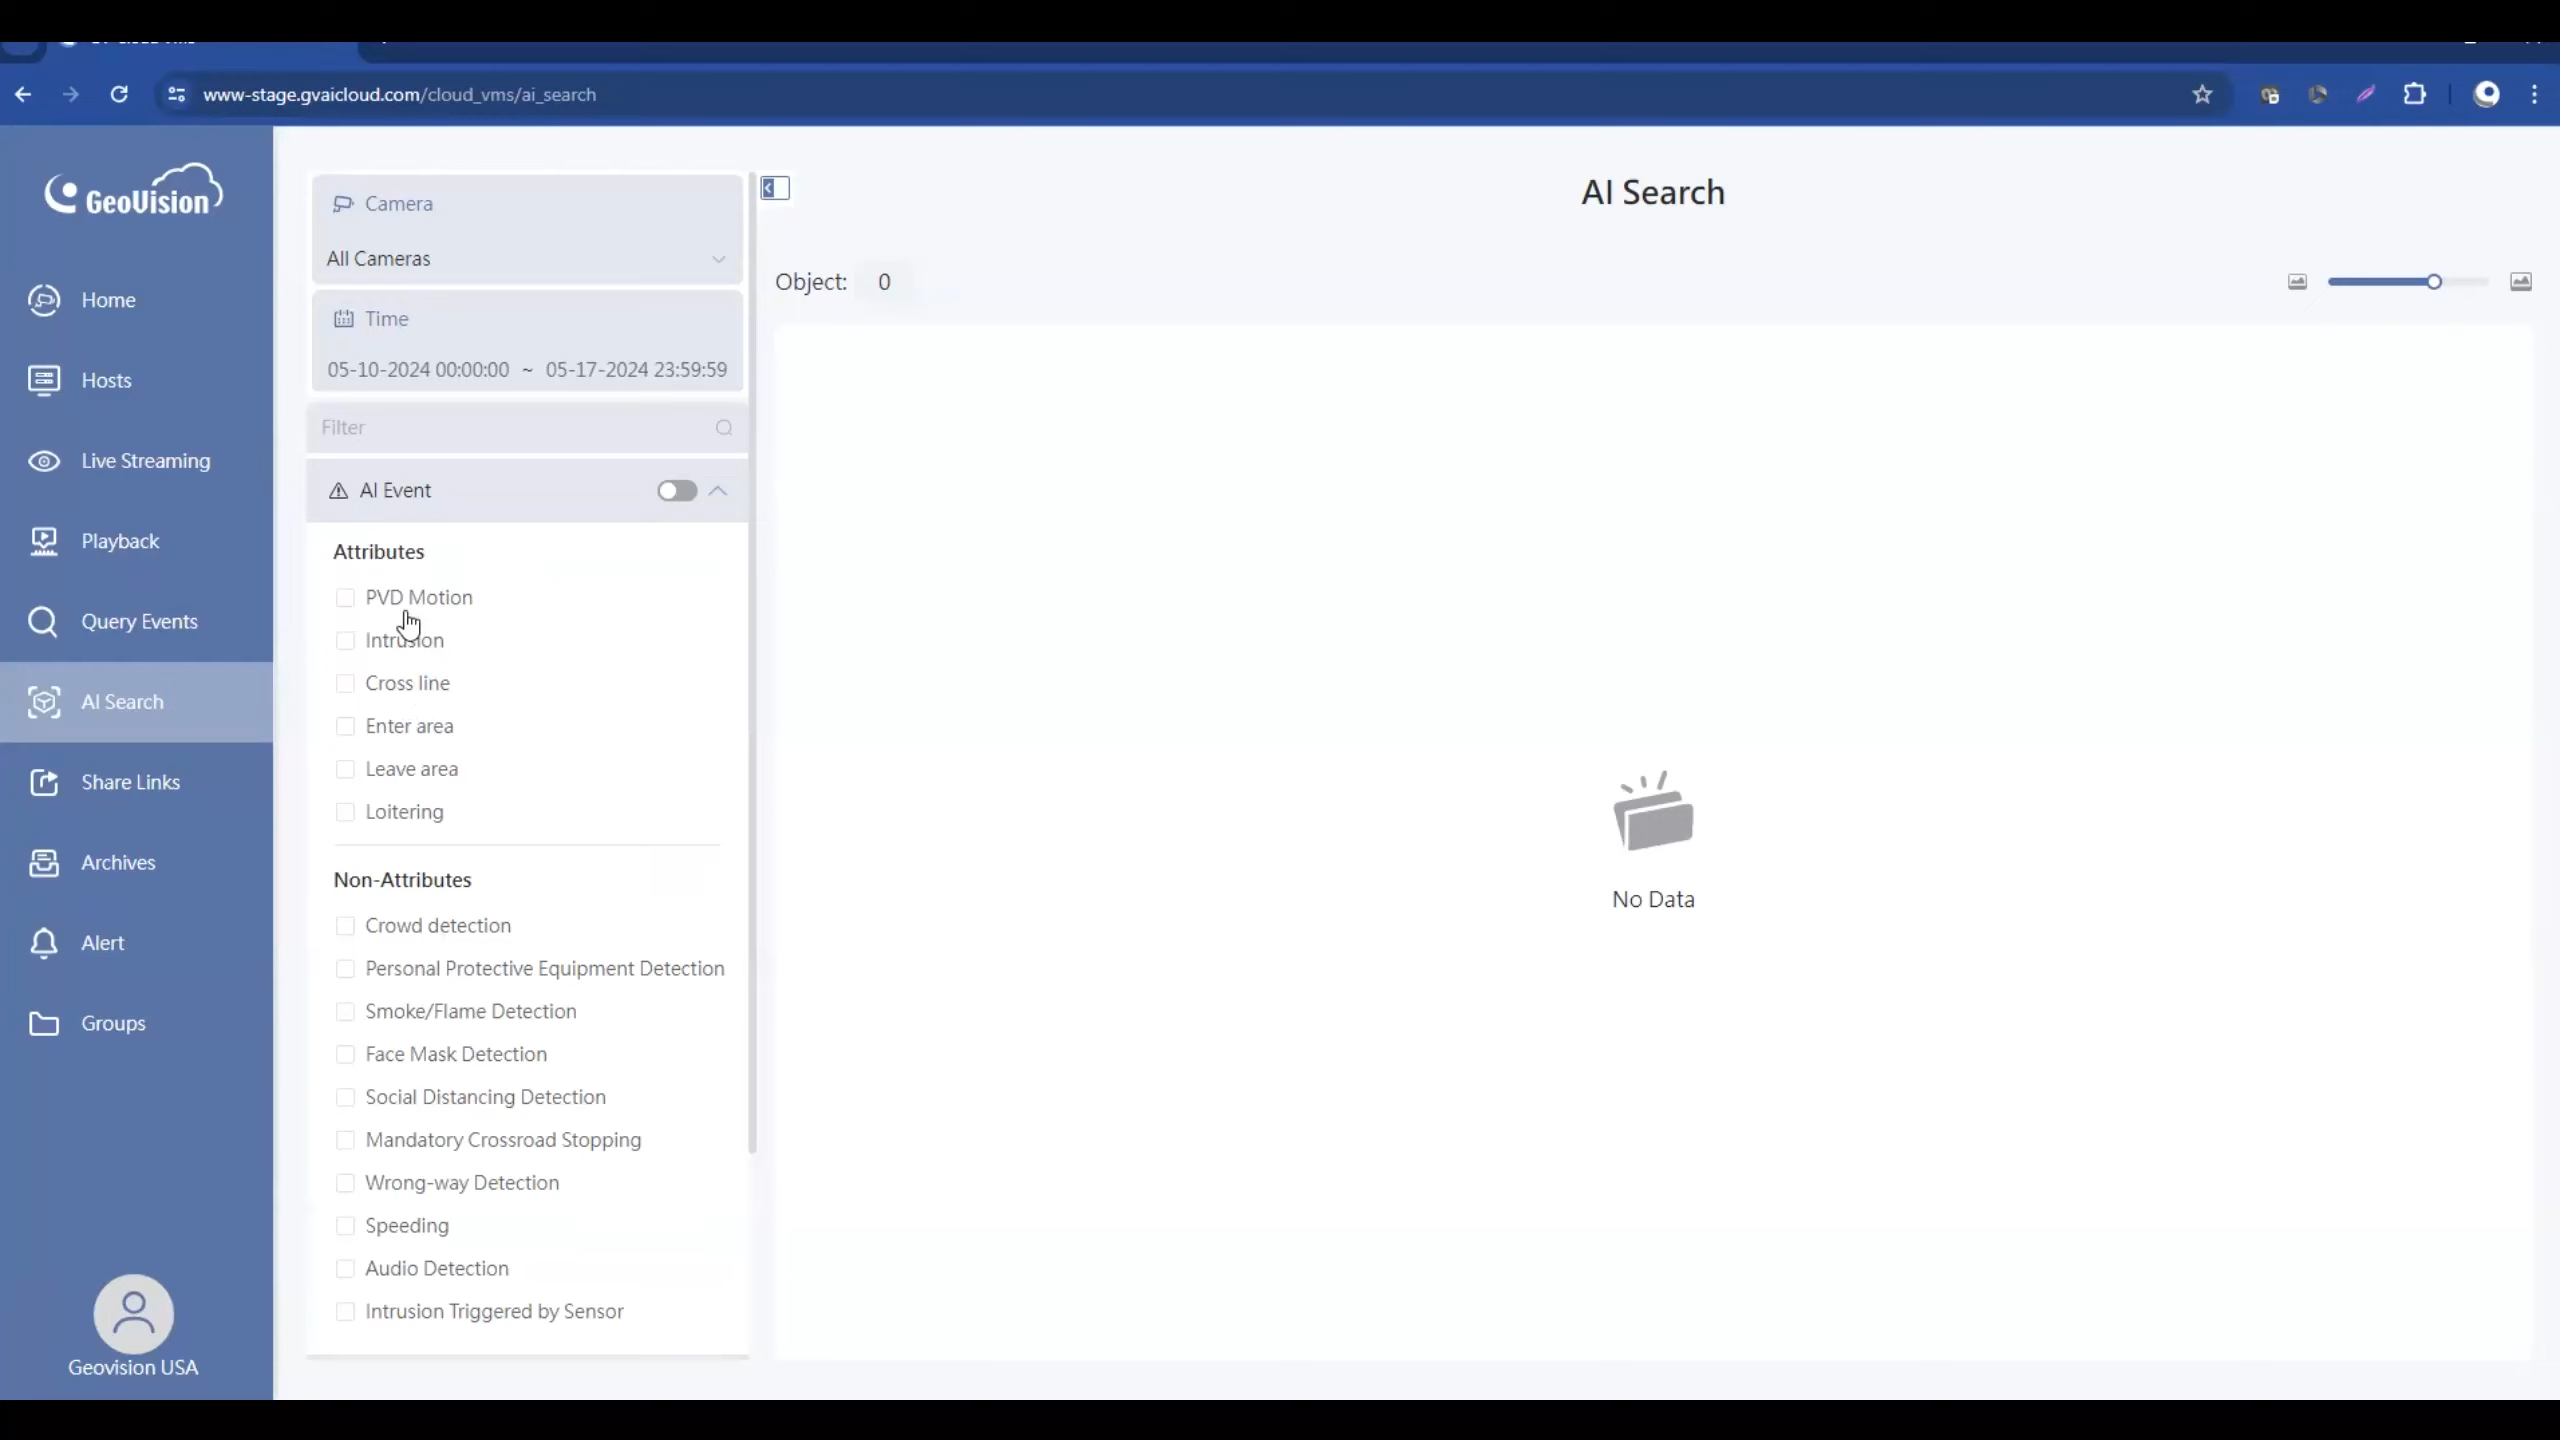 www-stage.gvaicloud.com/cloud_vms/ai_search
GeoVision
Home
Hosts
Live Streaming
Playback
Query Events
AI Search
Share Links
Archives
Alert
Groups
Geovision USA
Camera
All Cameras
Time
05-10-2024 00:00:00 ~ 05-17-2024 23:59:59
Filter
AI Event
Attributes
PVD Motion
Intrusion
Cross line
Enter area
Leave area
Loitering
Non-Attributes
Crowd detection
Personal Protective Equipment Detection
Smoke/Flame Detection
Face Mask Detection
Social Distancing Detection
Mandatory Crossroad Stopping
Wrong-way Detection
Speeding
Audio Detection
Intrusion Triggered by Sensor
AI Search
Object: 0
No Data